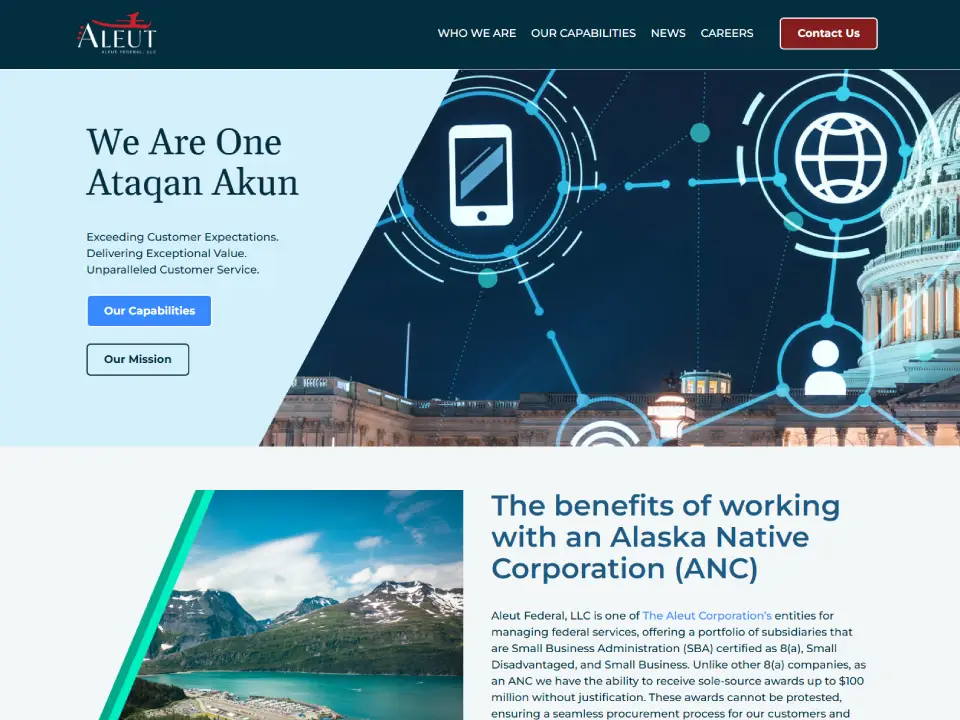 ALEUT
ALEUT FEDERAL, LLC
WHO WE ARE
OUR CAPABILITIES
NEWS
CAREERS
Contact Us
We Are One
Ataqan Akun
Exceeding Customer Expectations.
Delivering Exceptional Value.
Unparalleled Customer Service.
Our Capabilities
Our Mission
The benefits of working
with an Alaska Native
Corporation (ANC)
Aleut Federal, LLC is one of The Aleut Corporation's entities for
managing federal services, offering a portfolio of subsidiaries that
are Small Business Administration (SBA) certified as 8(a), Small
Disadvantaged, and Small Business. Unlike other 8(a) companies, as
an ANC we have the ability to receive sole-source awards up to $100
million without justification. These awards cannot be protested,
ensuring a seamless procurement process for our customers and